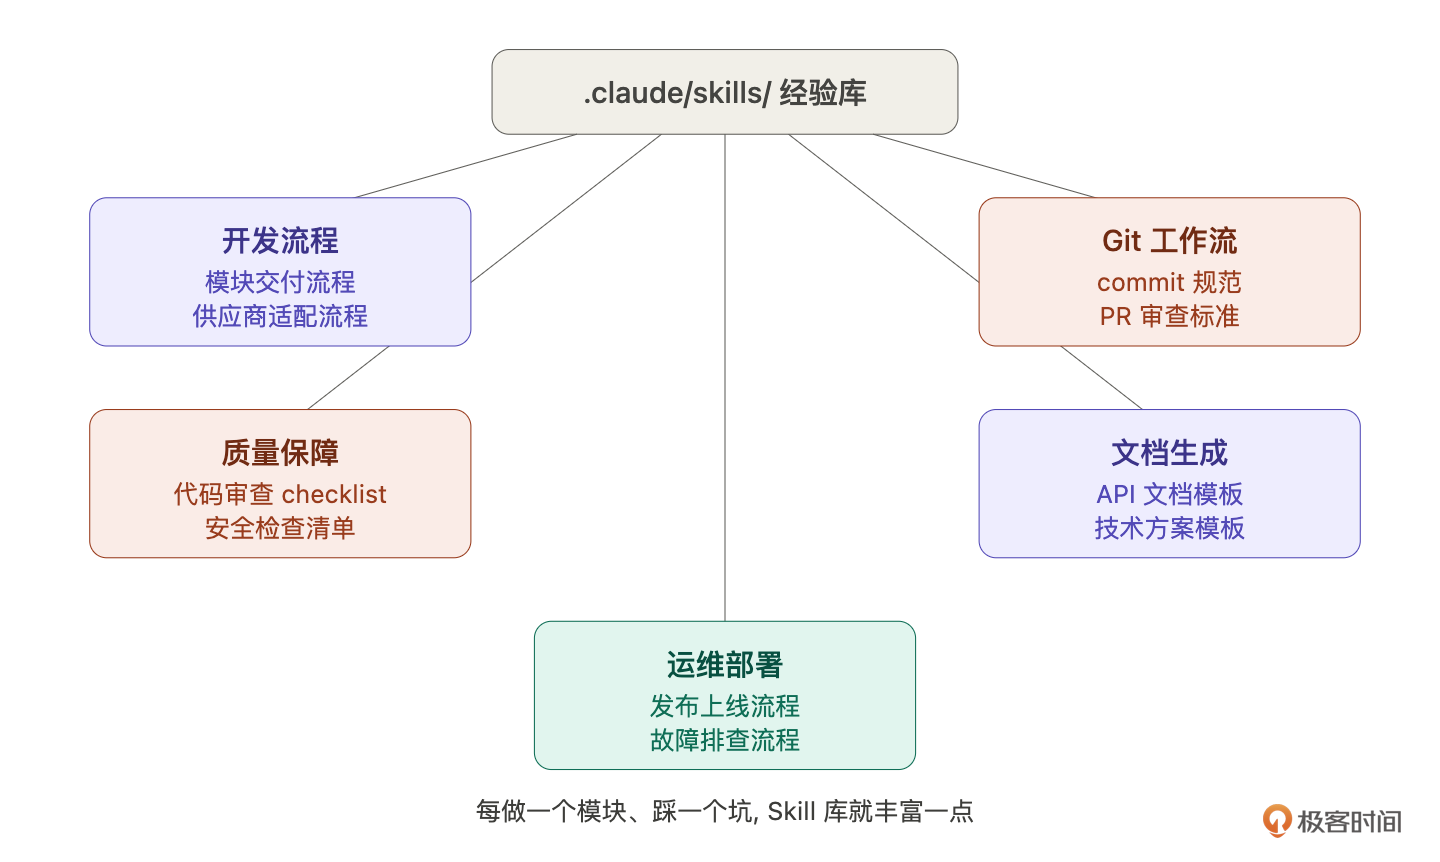 .claude/skills/ 经验库
开发流程
模块交付流程
供应商适配流程
Git 工作流
commit 规范
PR 审查标准
质量保障
代码审查 checklist
安全检查清单
文档生成
API 文档模板
技术方案模板
运维部署
发布上线流程
故障排查流程
每做一个模块、踩一个坑, Skill 库就丰富一点
极客时间